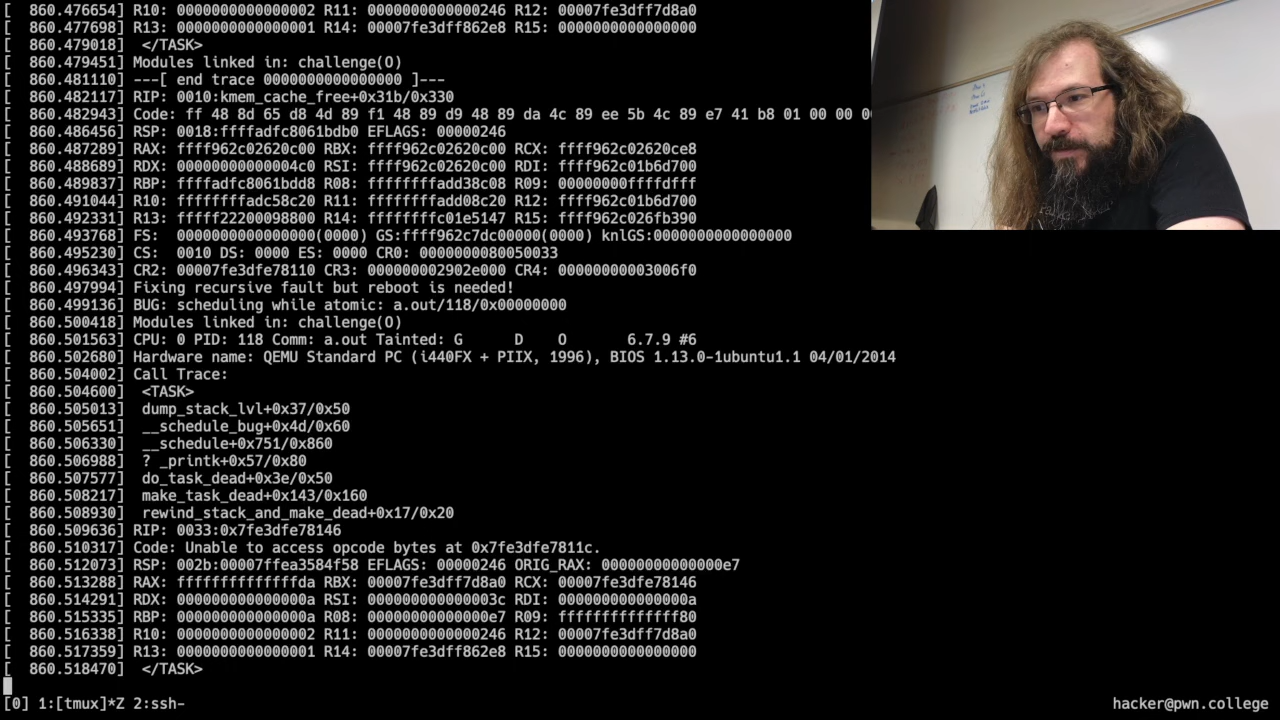 [  860.476654] R10: 0000000000000002 R11: 0000000000000246 R12: 00007fe3dff7d8a0
[  860.477698] R13: 0000000000000001 R14: 00007fe3dff862e8 R15: 0000000000000000
[  860.479018]  </TASK>
[  860.479451] Modules linked in: challenge(O)
[  860.481110] ---[ end trace 0000000000000000 ]---
[  860.482117] RIP: 0010:kmem_cache_free+0x31b/0x330
[  860.482943] Code: ff 48 8d 65 d8 4d 89 f1 48 89 d9 48 89 da 4c 89 ee 5b 4c 89 e7 41 b8 01 00 00 0
[  860.486456] RSP: 0018:ffffadfc8061bdb0 EFLAGS: 00000246
[  860.487289] RAX: ffff962c02620c00 RBX: ffff962c02620c00 RCX: ffff962c02620ce8
[  860.488689] RDX: 00000000000004c0 RSI: ffff962c02620c00 RDI: ffff962c01b6d700
[  860.489837] RBP: ffffadfc8061bdd8 R08: ffffffffadd38c08 R09: 00000000ffffdfff
[  860.491044] R10: ffffffffadc58c20 R11: ffffffffadd08c20 R12: ffff962c01b6d700
[  860.492331] R13: fffff22200098800 R14: ffffffffc01e5147 R15: ffff962c026fb390
[  860.493768] FS:  0000000000000000(0000) GS:ffff962c7dc00000(0000) knlGS:0000000000000000
[  860.495230] CS:  0010 DS: 0000 ES: 0000 CR0: 0000000080050033
[  860.496343] CR2: 00007fe3dfe78110 CR3: 000000002902e000 CR4: 00000000003006f0
[  860.497994] Fixing recursive fault but reboot is needed!
[  860.499136] BUG: scheduling while atomic: a.out/118/0x00000000
[  860.500418] Modules linked in: challenge(O)
[  860.501563] CPU: 0 PID: 118 Comm: a.out Tainted: G      D    O       6.7.9 #6
[  860.502680] Hardware name: QEMU Standard PC (i440FX + PIIX, 1996), BIOS 1.13.0-1ubuntu1.1 04/01/2014
[  860.504002] Call Trace:
[  860.504600]  <TASK>
[  860.505013]  dump_stack_lvl+0x37/0x50
[  860.505651]  __schedule_bug+0x4d/0x60
[  860.506330]  __schedule+0x751/0x860
[  860.506988]  ? _printk+0x57/0x80
[  860.507577]  do_task_dead+0x3e/0x50
[  860.508217]  make_task_dead+0x143/0x160
[  860.508930]  rewind_stack_and_make_dead+0x17/0x20
[  860.509636] RIP: 0033:0x7fe3dfe78146
[  860.510317] Code: Unable to access opcode bytes at 0x7fe3dfe7811c.
[  860.512073] RSP: 002b:00007ffea3584f58 EFLAGS: 00000246 ORIG_RAX: 00000000000000e7
[  860.513288] RAX: ffffffffffffffda RBX: 00007fe3dff7d8a0 RCX: 00007fe3dfe78146
[  860.514291] RDX: 000000000000000a RSI: 000000000000003c RDI: 000000000000000a
[  860.515335] RBP: 000000000000000a R08: 00000000000000e7 R09: ffffffffffffff80
[  860.516338] R10: 0000000000000002 R11: 0000000000000246 R12: 00007fe3dff7d8a0
[  860.517359] R13: 0000000000000001 R14: 00007fe3dff862e8 R15: 0000000000000000
[  860.518470]  </TASK>
[0] 1:[tmux]*Z 2:ssh- hacker@pwn.college